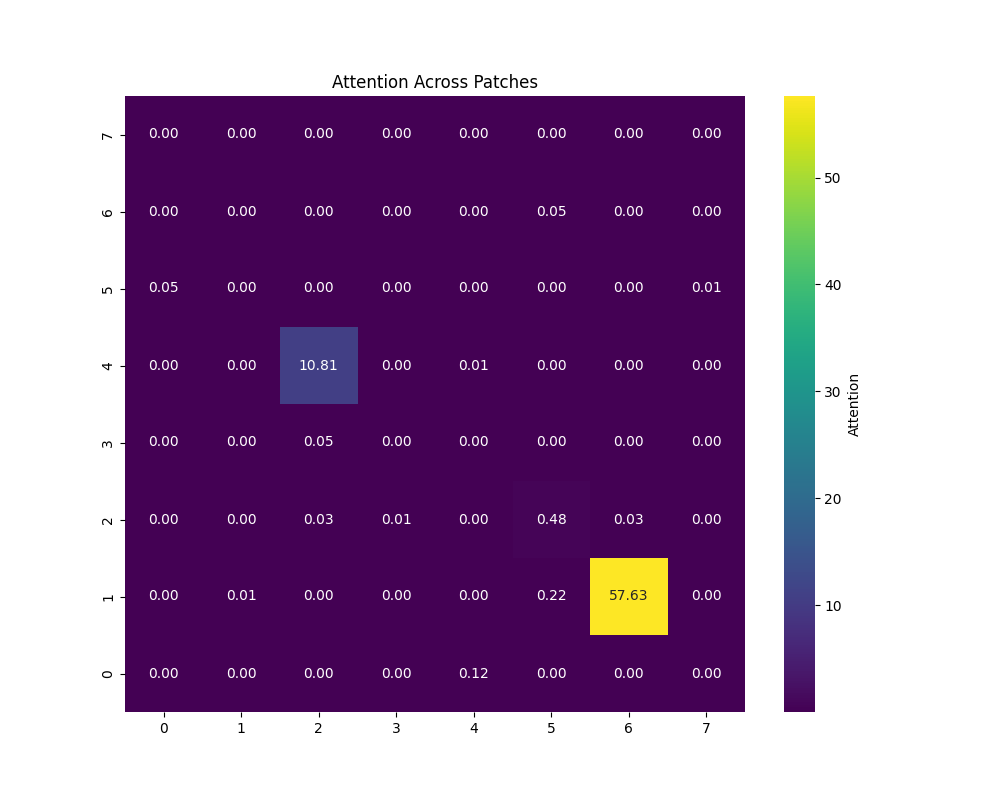 Attention Across Patches
7 0.00 0.00 0.00 0.00 0.00 0.00 0.00 0.00
50
6 0.00 0.00 0.00 0.00 0.00 0.05 0.00 0.00
5 0.05 0.00 0.00 0.00 0.00 0.00 0.00 0.01
40
4 0.00 0.00 10.81 0.00 0.01 0.00 0.00 0.00
30
Attention
3 0.00 0.00 0.05 0.00 0.00 0.00 0.00 0.00
20
2 0.00 0.00 0.03 0.01 0.00 0.48 0.03 0.00
1 0.00 0.01 0.00 0.00 0.00 0.22 57.63 0.00
10
0 0.00 0.00 0.00 0.00 0.12 0.00 0.00 0.00
0 1 2 3 4 5 6 7